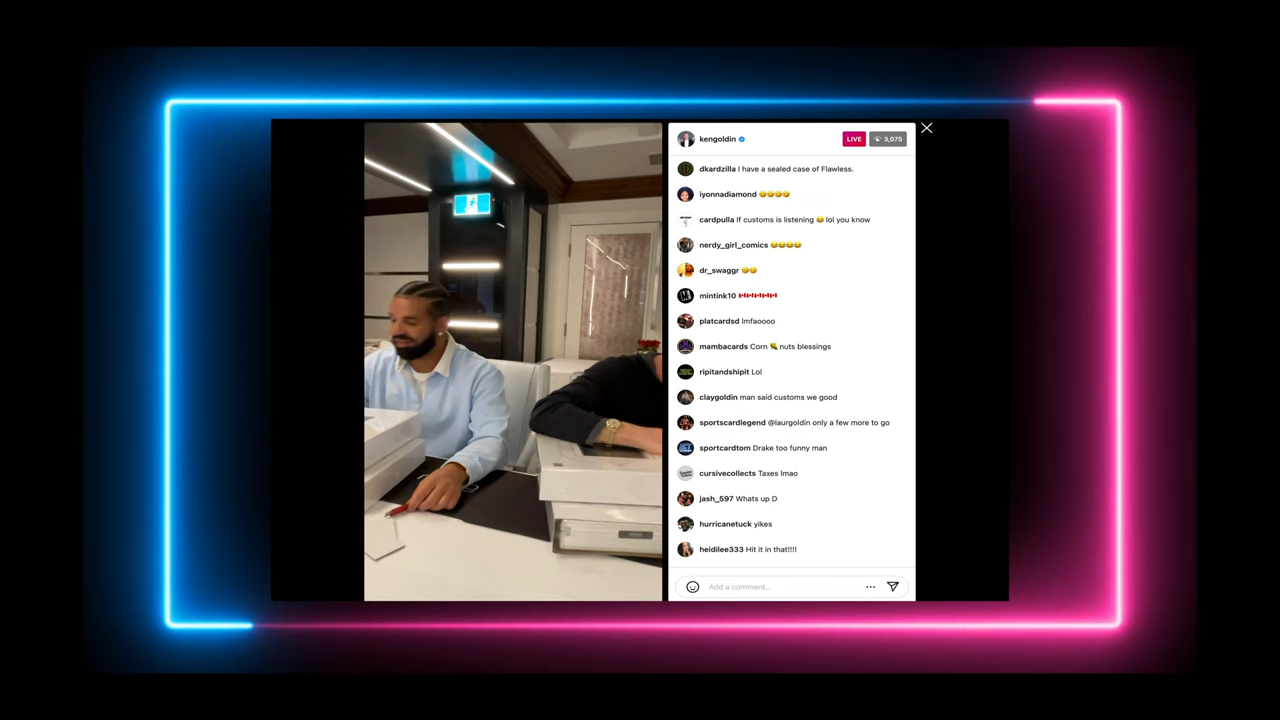 kengoldin
LIVE 3,075
dkardzilla I have a sealed case of Flawless.
iyonnadiamond 🤣🤣🤣🤣
cardpulla If customs is listening 😂 lol you know
nerdy_girl_comics 😂😂😂😂
dr_swaggr 🤣🤣
mintink10 🇨🇦🇨🇦🇨🇦🇨🇦🇨🇦
platcardsd lmfaoooo
mambacards Corn 🌽 nuts blessings
ripitandshipit Lol
claygoldin man said customs we good
sportscardlegend @laurgoldin only a few more to go
sportcardtom Drake too funny man
cursivecollects Taxes lmao
jash_597 Whats up D
hurricanetuck yikes
heidilee333 Hit it in that!!!!
Add a comment...